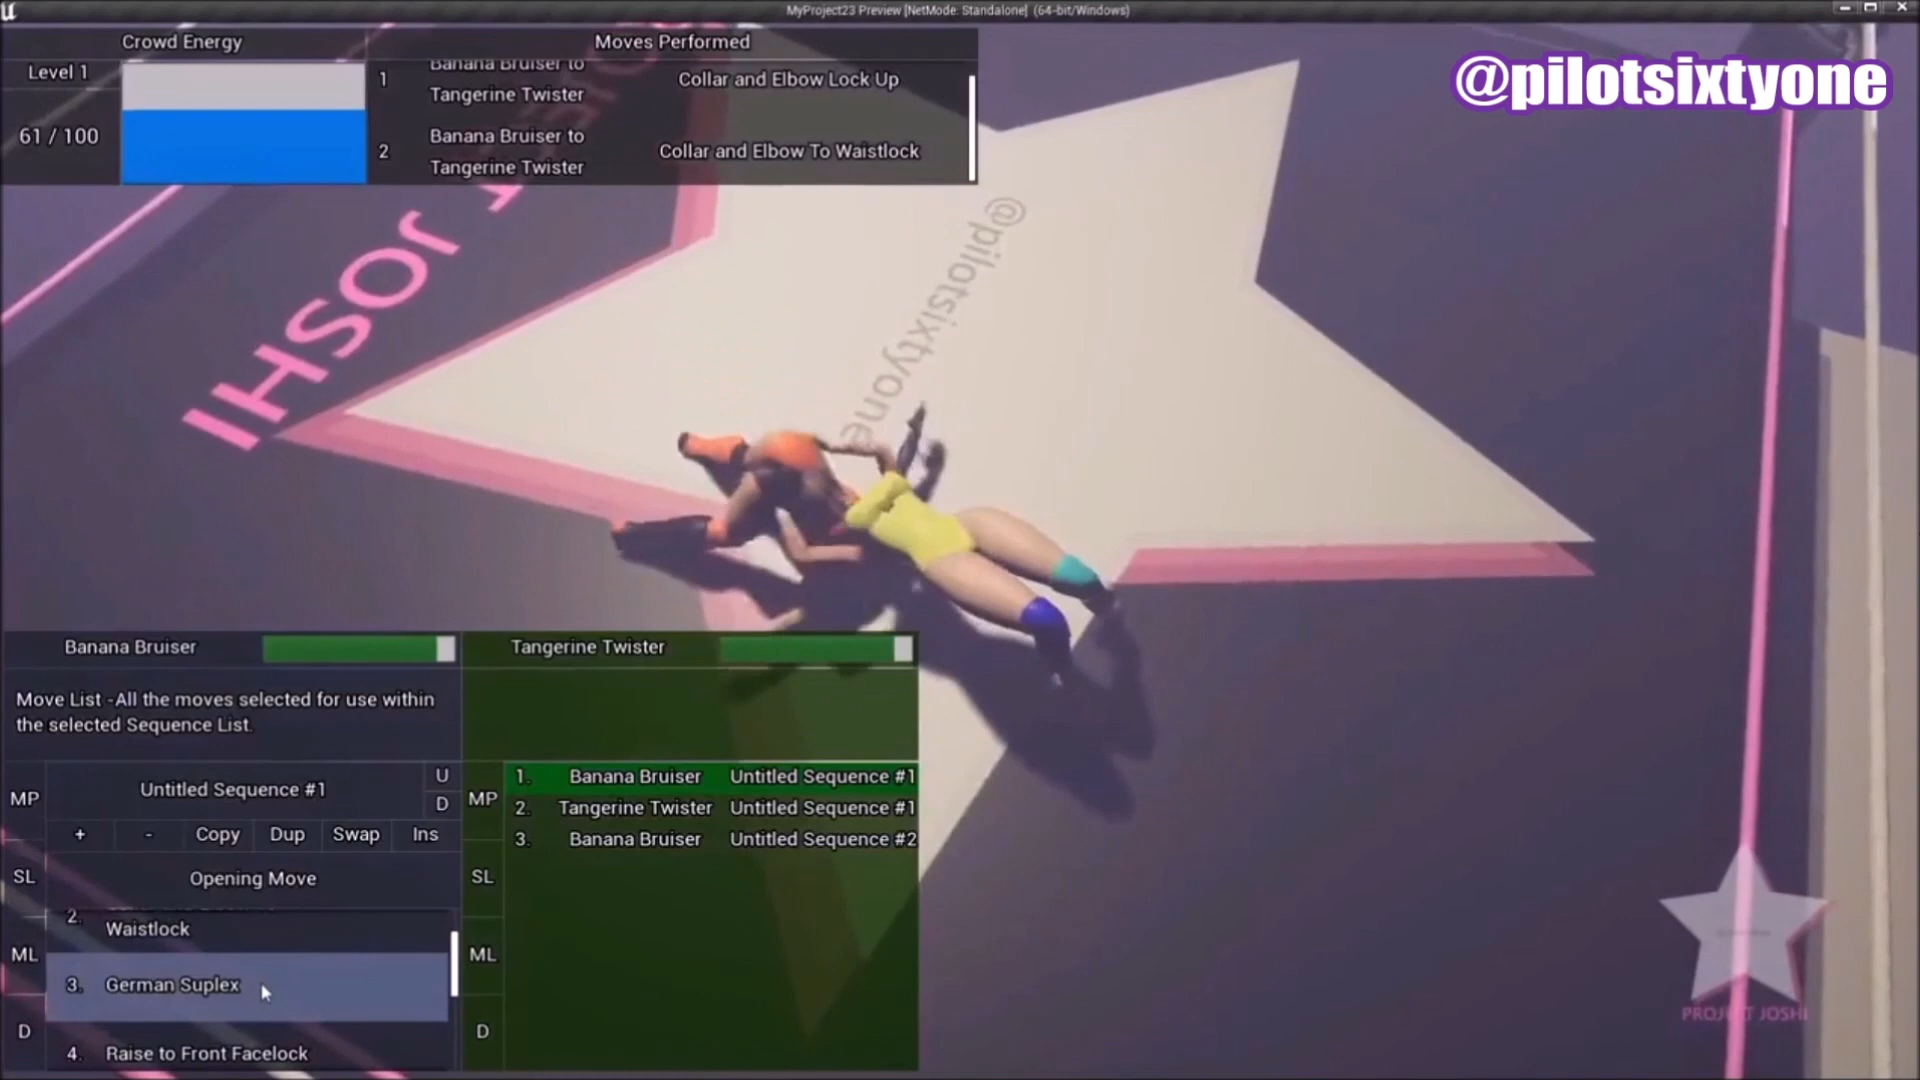 MyProject23 Preview [NetMode: Standalone] (64-bit/Windows)
Crowd Energy
Moves Performed
@pilotsixtyone
Level 1
61 / 100
1
Banana Bruiser to
Tangerine Twister
Collar and Elbow Lock Up
2
Banana Bruiser to
Tangerine Twister
Collar and Elbow To Waistlock
JOSHI
@pilotsixtyone
Banana Bruiser
Tangerine Twister
Move List -All the moves selected for use within
the selected Sequence List.
MP
Untitled Sequence #1
U
D
+ - Copy Dup Swap Ins
SL
Opening Move
2.
Waistlock
ML
3. German Suplex
D
4. Raise to Front Facelock
MP
1. Banana Bruiser Untitled Sequence #1
2. Tangerine Twister Untitled Sequence #1
3. Banana Bruiser Untitled Sequence #2
SL
ML
D
PROJECT JOSHI